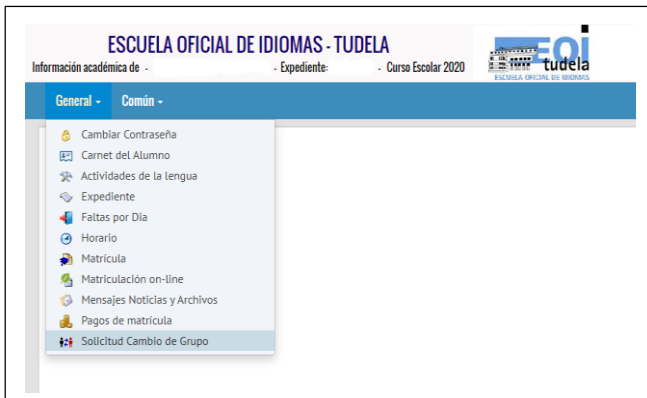 ESCUELA OFICIAL DE IDIOMAS - TUDELA
Información académica de - - Expediente: - Curso Escolar 2020
EOI
tudela
ESCUELA OFICIAL DE IDIOMAS
General Común
Cambiar Contraseña
Carnet del Alumno
Actividades de la lengua
Expediente
Faltas por Dia
Horario
Matrícula
Matriculación on-line
Mensajes Noticias y Archivos
Pagos de matrícula
Solicitud Cambio de Grupo